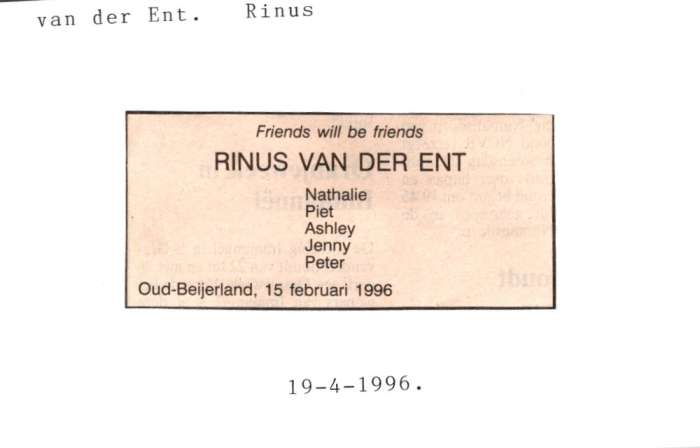 van der Ent. Rinus
Friends will be friends
RINUS VAN DER ENT
Nathalie
Piet
Ashley
Jenny
Peter
Oud-Beijerland, 15 februari 1996
19-4-1996.